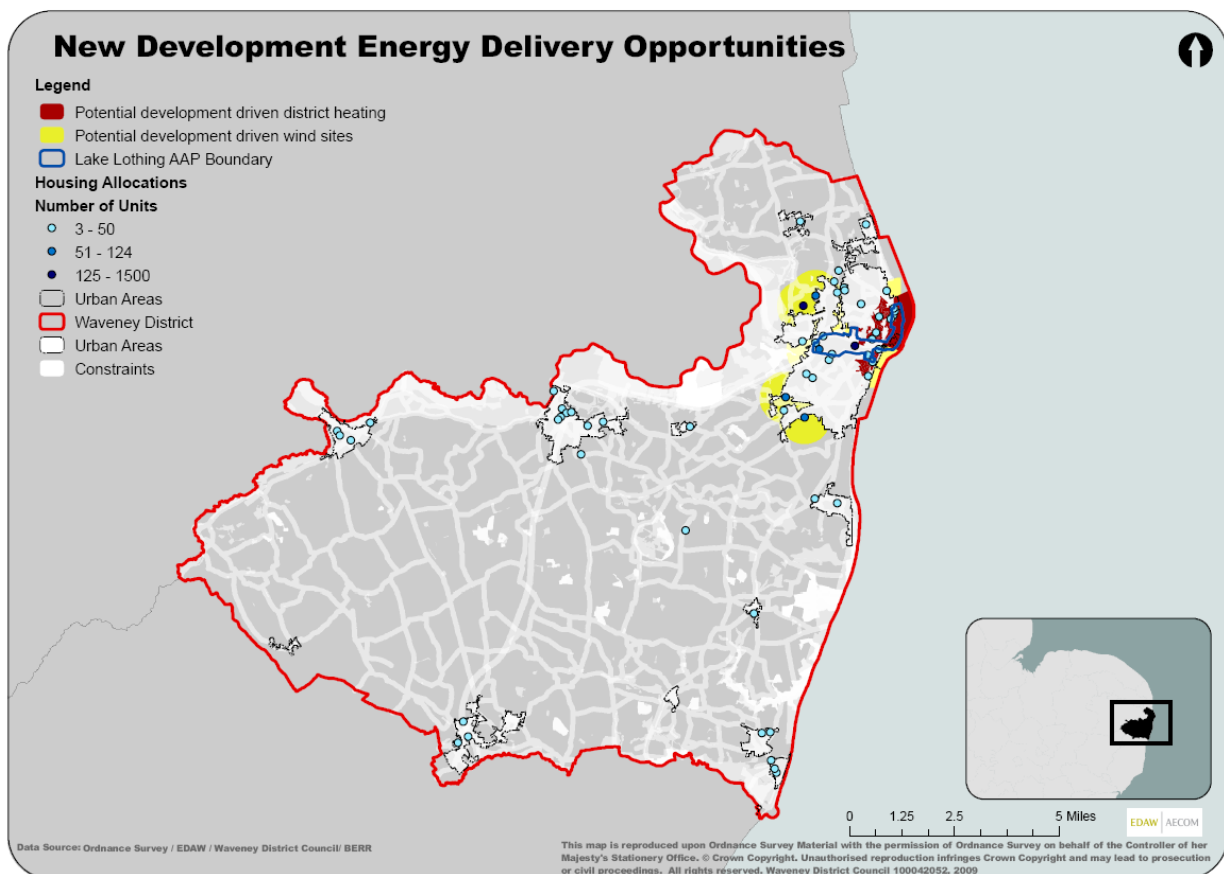 New Development Energy Delivery Opportunities
Legend
Potential development driven district heating
Potential development driven wind sites
Lake Lothing AAP Boundary
Housing Allocations
Number of Units
3 - 50
51 - 124
125 - 1500
Urban Areas
Waveney District
Urban Areas
Constraints
0 1.25 2.5 5 Miles
EDAW AECOM
Data Source: Ordnance Survey / EDAW / Waveney District Council/ BERR
This map is reproduced upon Ordnance Survey Material with the permission of Ordnance Survey on behalf of the Controller of her
Majesty's Stationery Office. © Crown Copyright. Unauthorised reproduction infringes Crown Copyright and may lead to prosecution
or civil proceedings. All rights reserved. Waveney District Council 100042052, 2009